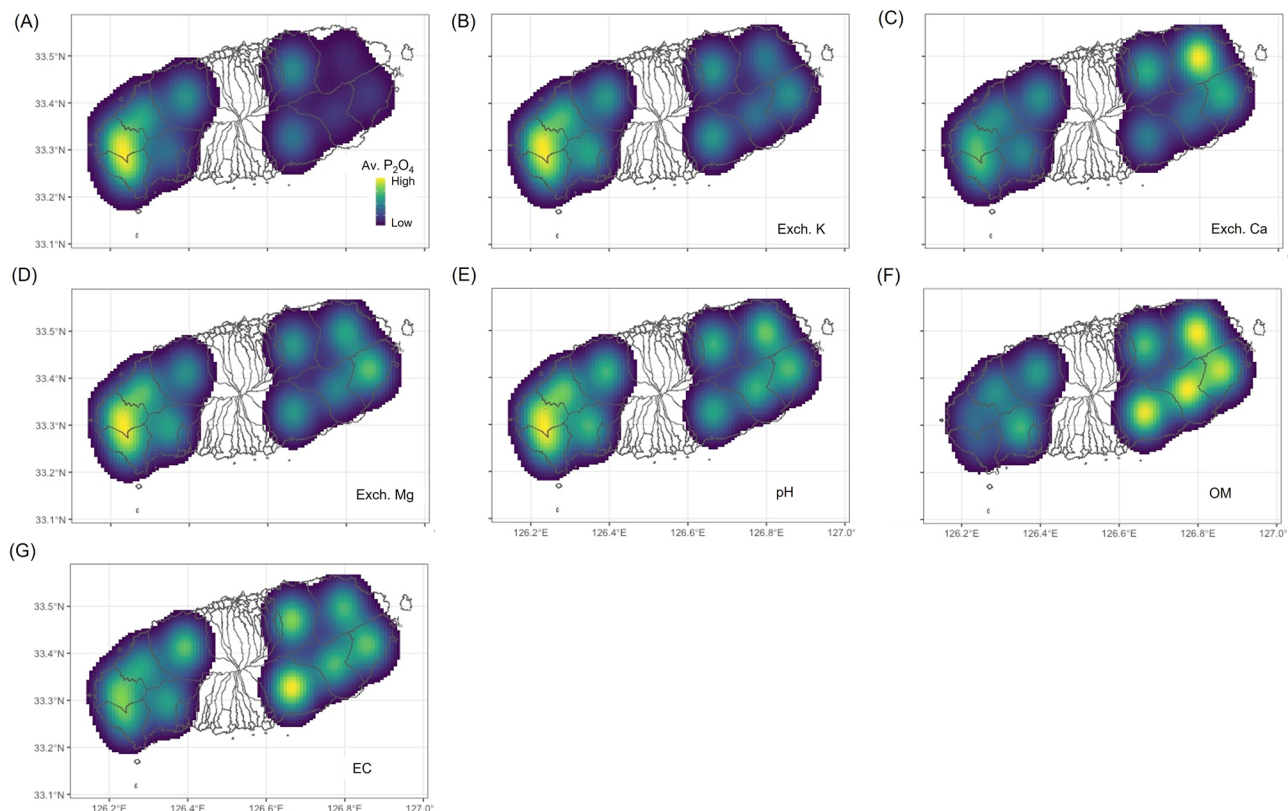 (A)
(B)
(C)
33.5°N
33.4°N
33.3°N
33.2°N
33.1°N
Av. P₂O₄
High
Low
Exch. K
Exch. Ca
(D)
(E)
(F)
33.5°N
33.4°N
33.3°N
33.2°N
33.1°N
Exch. Mg
pH
OM
126.2°E 126.4°E 126.6°E 126.8°E 127.0°
126.2°E 126.4°E 126.6°E 126.8°E 127.0°E
(G)
33.5°N
33.4°N
33.3°N
33.2°N
33.1°N
EC
126.2°E 126.4°E 126.6°E 126.8°E 127.0°